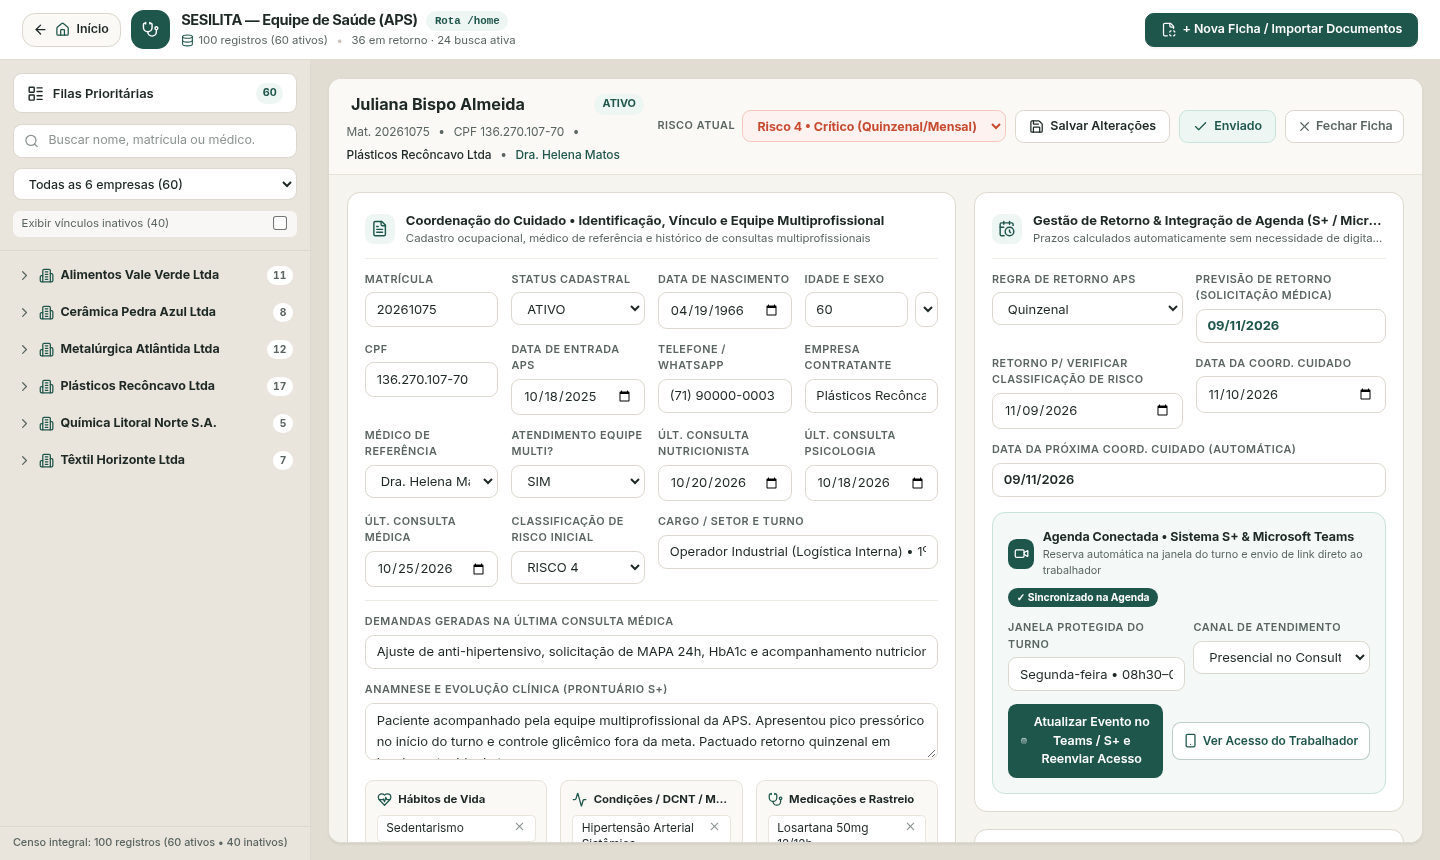 Início
SESILITA — Equipe de Saúde (APS)
Rota /home
100 registros (60 ativos) • 36 em retorno · 24 busca ativa
+ Nova Ficha / Importar Documentos
Filas Prioritárias
60
Buscar nome, matrícula ou médico.
Todas as 6 empresas (60)
Exibir vínculos inativos (40)
Alimentos Vale Verde Ltda 11
Cerâmica Pedra Azul Ltda 8
Metalúrgica Atlântida Ltda 12
Plásticos Recôncavo Ltda 17
Química Litoral Norte S.A. 5
Têxtil Horizonte Ltda 7
Censo integral: 100 registros (60 ativos • 40 inativos)
Juliana Bispo Almeida
ATIVO
Mat. 20261075 • CPF 136.270.107-70 •
Plásticos Recôncavo Ltda • Dra. Helena Matos
RISCO ATUAL
Risco 4 • Crítico (Quinzenal/Mensal)
Salvar Alterações
Enviado
Fechar Ficha
Coordenação do Cuidado • Identificação, Vínculo e Equipe Multiprofissional
Cadastro ocupacional, médico de referência e histórico de consultas multiprofissionais
MATRÍCULA
20261075
STATUS CADASTRAL
ATIVO
DATA DE NASCIMENTO
04/19/1966
IDADE E SEXO
60
CPF
136.270.107-70
DATA DE ENTRADA
APS
10/18/2025
TELEFONE /
WHATSAPP
(71) 90000-0003
EMPRESA
CONTRATANTE
Plásticos Recônca
MÉDICO DE
REFERÊNCIA
Dra. Helena Ma
ATENDIMENTO EQUIPE
MULTI?
SIM
ÚLT. CONSULTA
NUTRICIONISTA
10/20/2026
ÚLT. CONSULTA
PSICOLOGIA
10/18/2026
ÚLT. CONSULTA
MÉDICA
10/25/2026
CLASSIFICAÇÃO DE
RISCO INICIAL
RISCO 4
CARGO / SETOR E TURNO
Operador Industrial (Logística Interna) • 1º
DEMANDAS GERADAS NA ÚLTIMA CONSULTA MÉDICA
Ajuste de anti-hipertensivo, solicitação de MAPA 24h, HbA1c e acompanhamento nutricior
ANAMNESE E EVOLUÇÃO CLÍNICA (PRONTUÁRIO S+)
Paciente acompanhado pela equipe multiprofissional da APS. Apresentou pico pressórico
no início do turno e controle glicêmico fora da meta. Pactuado retorno quinzenal em
Hábitos de Vida
Sedentarismo
Condições / DCNT / M...
Hipertensão Arterial
Sistêmica
Medicações e Rastreio
Losartana 50mg
12/12h
Gestão de Retorno & Integração de Agenda (S+ / Micr...
Prazos calculados automaticamente sem necessidade de digita...
REGRA DE RETORNO APS
Quinzenal
PREVISÃO DE RETORNO
(SOLICITAÇÃO MÉDICA)
09/11/2026
RETORNO P/ VERIFICAR
CLASSIFICAÇÃO DE RISCO
11/09/2026
DATA DA COORD. CUIDADO
11/10/2026
DATA DA PRÓXIMA COORD. CUIDADO (AUTOMÁTICA)
09/11/2026
Agenda Conectada • Sistema S+ & Microsoft Teams
Reserva automática na janela do turno e envio de link direto ao
trabalhador
✓ Sincronizado na Agenda
JANELA PROTEGIDA DO
TURNO
Segunda-feira • 08h30–0
CANAL DE ATENDIMENTO
Presencial no Consult
Atualizar Evento no
Teams / S+ e
Reenviar Acesso
Ver Acesso do Trabalhador